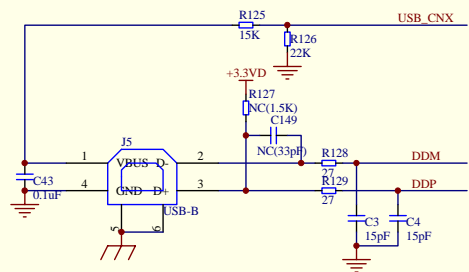 R125
15K
USB_CNX
R126
22K
+3.3VD
R127
NC(1.5K)
C149
NC(33pF)
J5
1
VBUS D-
2
R128
27
DDM
C43
0.1uF
4
GND D+
3
R129
27
DDP
USB-B
5
6
C3
15pF
C4
15pF